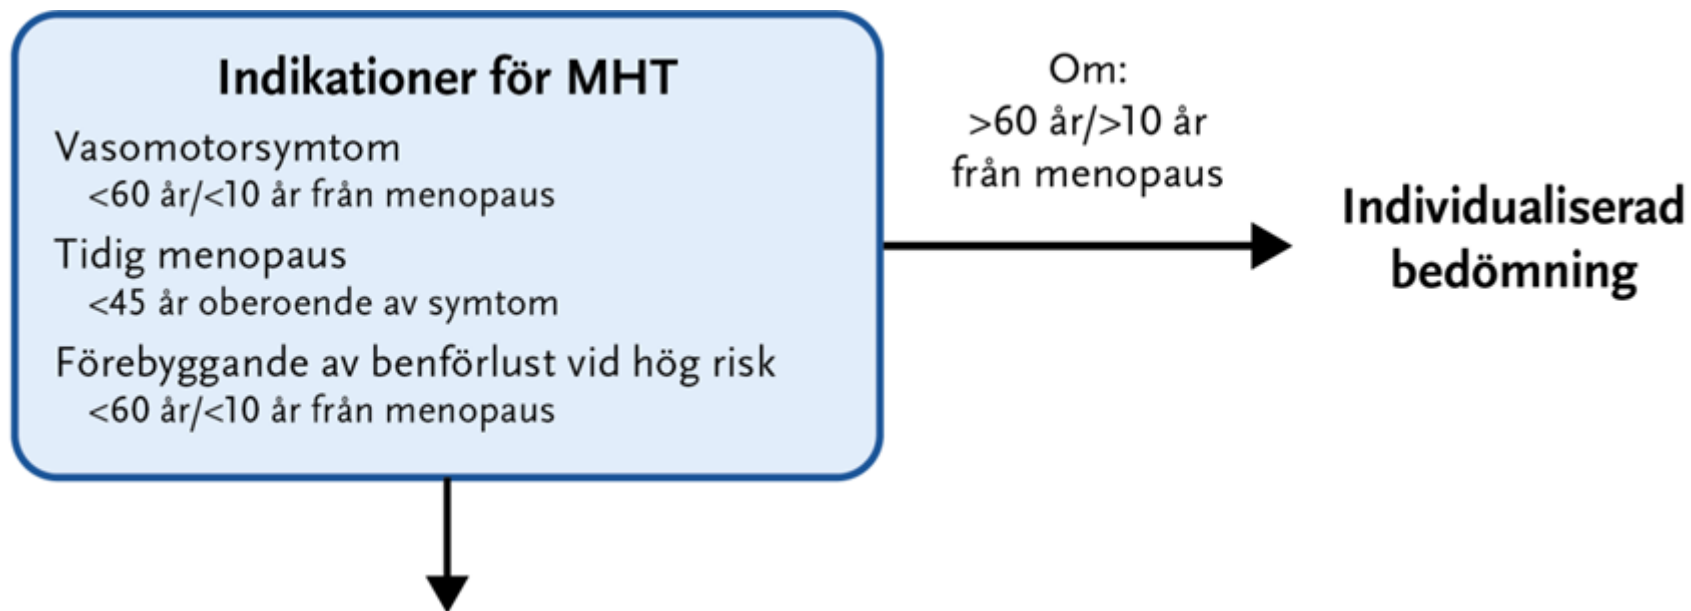 Indikationer för MHT
Vasomotorsymtom
<60 år/<10 år från menopaus
Tidig menopaus
<45 år oberoende av symtom
Förebyggande av benförlust vid hög risk
<60 år/<10 år från menopaus
Om:
>60 år/>10 år
från menopaus
Individualiserad
bedömning